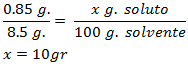 0.85 g. / 8.5 g. = x g. soluto / 100 g. solvente
x = 10gr